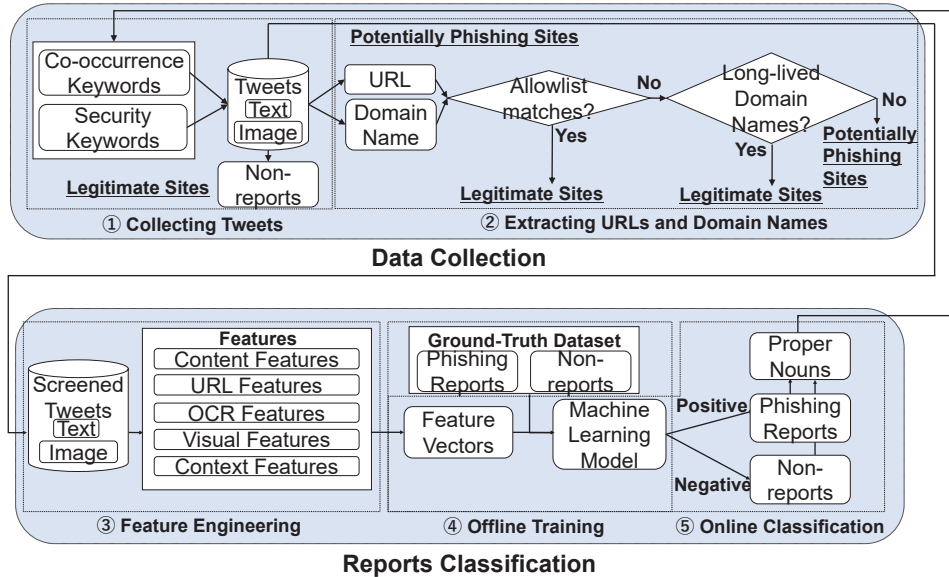 Potentially Phishing Sites
Co-occurrence
Keywords
Security
Keywords
Tweets
Text
Image
Non-
reports
Legitimate Sites
① Collecting Tweets
URL
Domain
Name
Allowlist
matches?
No
Yes
Legitimate Sites
Long-lived
Domain
Names?
No
Yes
Potentially
Phishing
Sites
Legitimate Sites
② Extracting URLs and Domain Names
Data Collection
Screened
Tweets
Text
Image
Features
Content Features
URL Features
OCR Features
Visual Features
Context Features
③ Feature Engineering
Ground-Truth Dataset
Phishing
Reports
Non-
reports
Feature
Vectors
Machine
Learning
Model
④ Offline Training
Proper
Nouns
Positive
Phishing
Reports
Negative
Non-
reports
⑤ Online Classification
Reports Classification